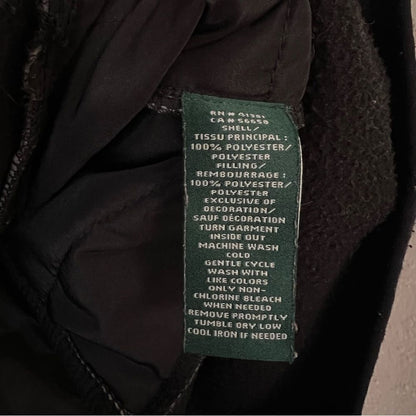 CA # 56658
SHELL/
TISSU PRINCIPAL:
100% POLYESTER/
POLYESTER
FILLING/
REMBOURRAGE:
100% POLYESTER/
POLYESTER
EXCLUSIVE OF
DECORATION/
SAUF DÉCORATION
TURN GARMENT
INSIDE OUT
MACHINE WASH
COLD
GENTLE CYCLE
WASH WITH
LIKE COLORS
ONLY NON-
CHLORINE BLEACH
WHEN NEEDED
REMOVE PROMPTLY
TUMBLE DRY LOW
COOL IRON IF NEEDED